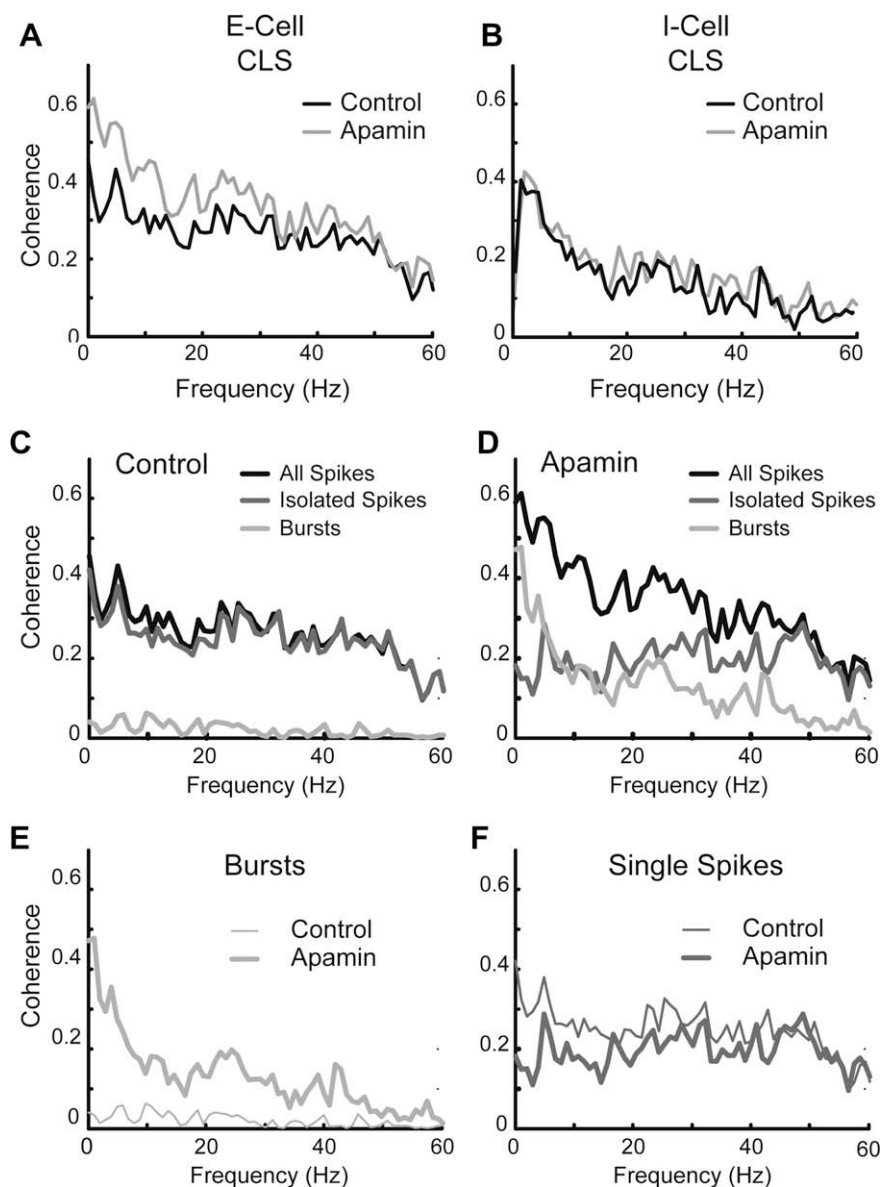 A
E-Cell
CLS
Control
Apamin
Coherence
0.6
0.4
0.2
0
0 20 40 60
Frequency (Hz)
B
I-Cell
CLS
Control
Apamin
0.6
0.4
0.2
0
0 20 40 60
Frequency (Hz)
C
Control
All Spikes
Isolated Spikes
Bursts
Coherence
0.6
0.4
0.2
0
0 20 40 60
Frequency (Hz)
D
Apamin
All Spikes
Isolated Spikes
Bursts
0.6
0.4
0.2
0
0 20 40 60
Frequency (Hz)
E
Bursts
Control
Apamin
Coherence
0.6
0.4
0.2
0
0 20 40 60
Frequency (Hz)
F
Single Spikes
Control
Apamin
0.6
0.4
0.2
0
0 20 40 60
Frequency (Hz)